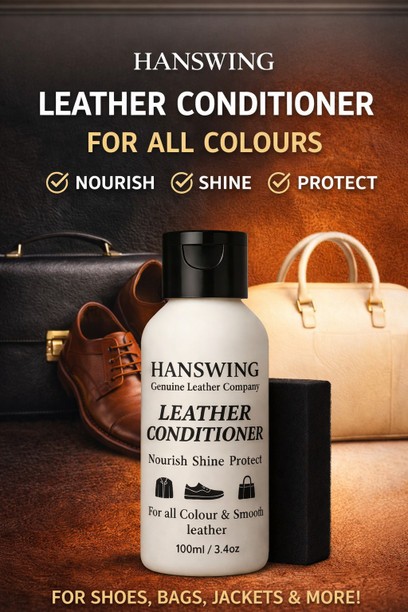 HANSWING
LEATHER CONDITIONER
FOR ALL COLOURS
NOURISH SHINE PROTECT
HANSWING
Genuine Leather Company
LEATHER
CONDITIONER
Nourish Shine Protect
For all Colour & Smooth
leather
100ml / 3.4oz
FOR SHOES, BAGS, JACKETS & MORE!